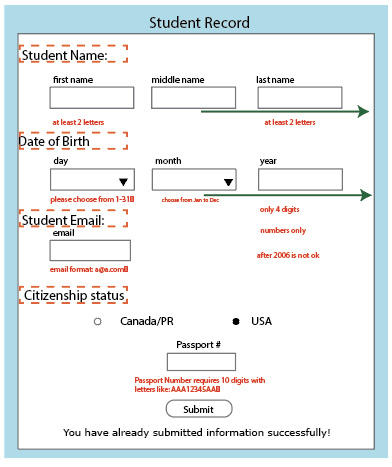 Student Record
Student Name:
first name middle name last name
at least 2 letters at least 2 letters
Date of Birth
day month year
please choose from 1-31 choose from Jan to Dec
only 4 digits
Student Email:
numbers only
email
after 2006 is not ok
email format: a@a.com
Citizenship status
Canada/PR USA
Passport #
Passport Number requires 10 digits with
letters like: AAA12345AAB
Submit
You have already submitted information successfully!